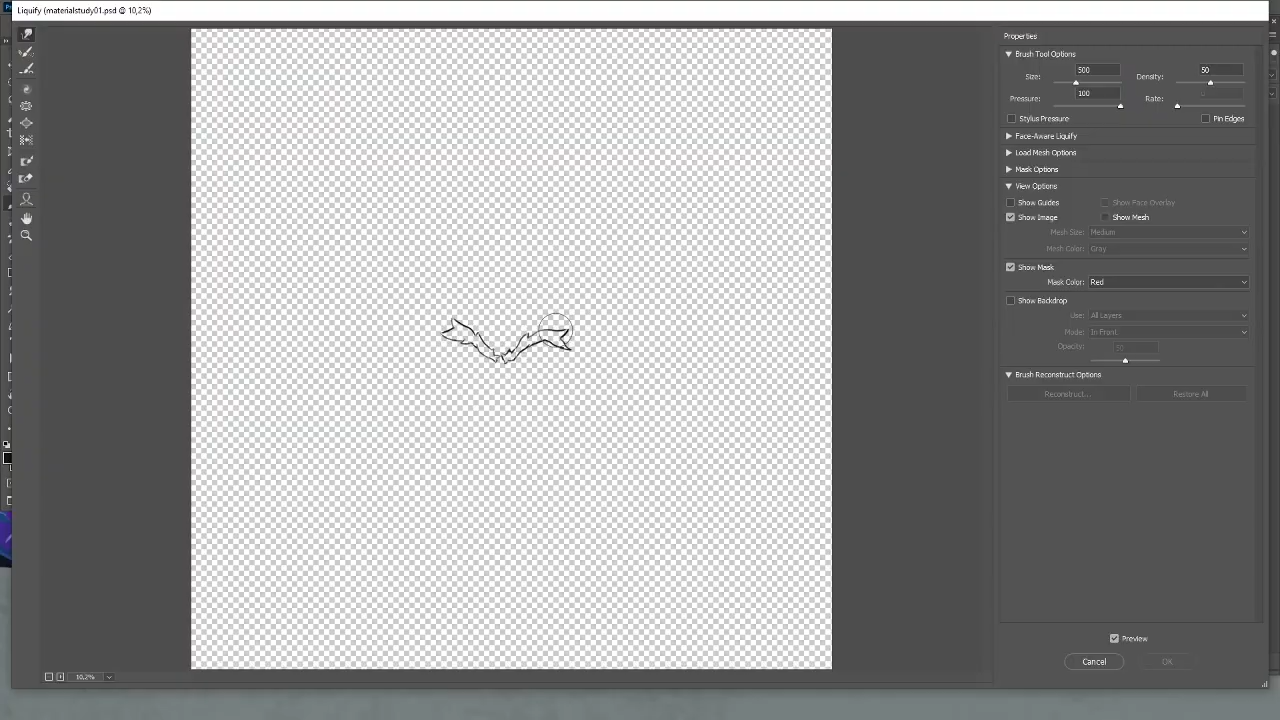 Liquify (materialstudy01.psd @ 10,2%)
Properties
Brush Tool Options
Size: 500 Density: 50
Pressure: 100 Rate:
Stylus Pressure Pin Edges
Face-Aware Liquify
Load Mesh Options
Mask Options
View Options
Show Guides Show Face Overlay
Show Image Show Mesh
Mesh Size: Medium
Mesh Color: Gray
Show Mask
Mask Color: Red
Show Backdrop
Use: All Layers
Mode: In Front
Opacity: 50
Brush Reconstruct Options
Reconstruct... Restore All
Preview
Cancel OK
10,2%